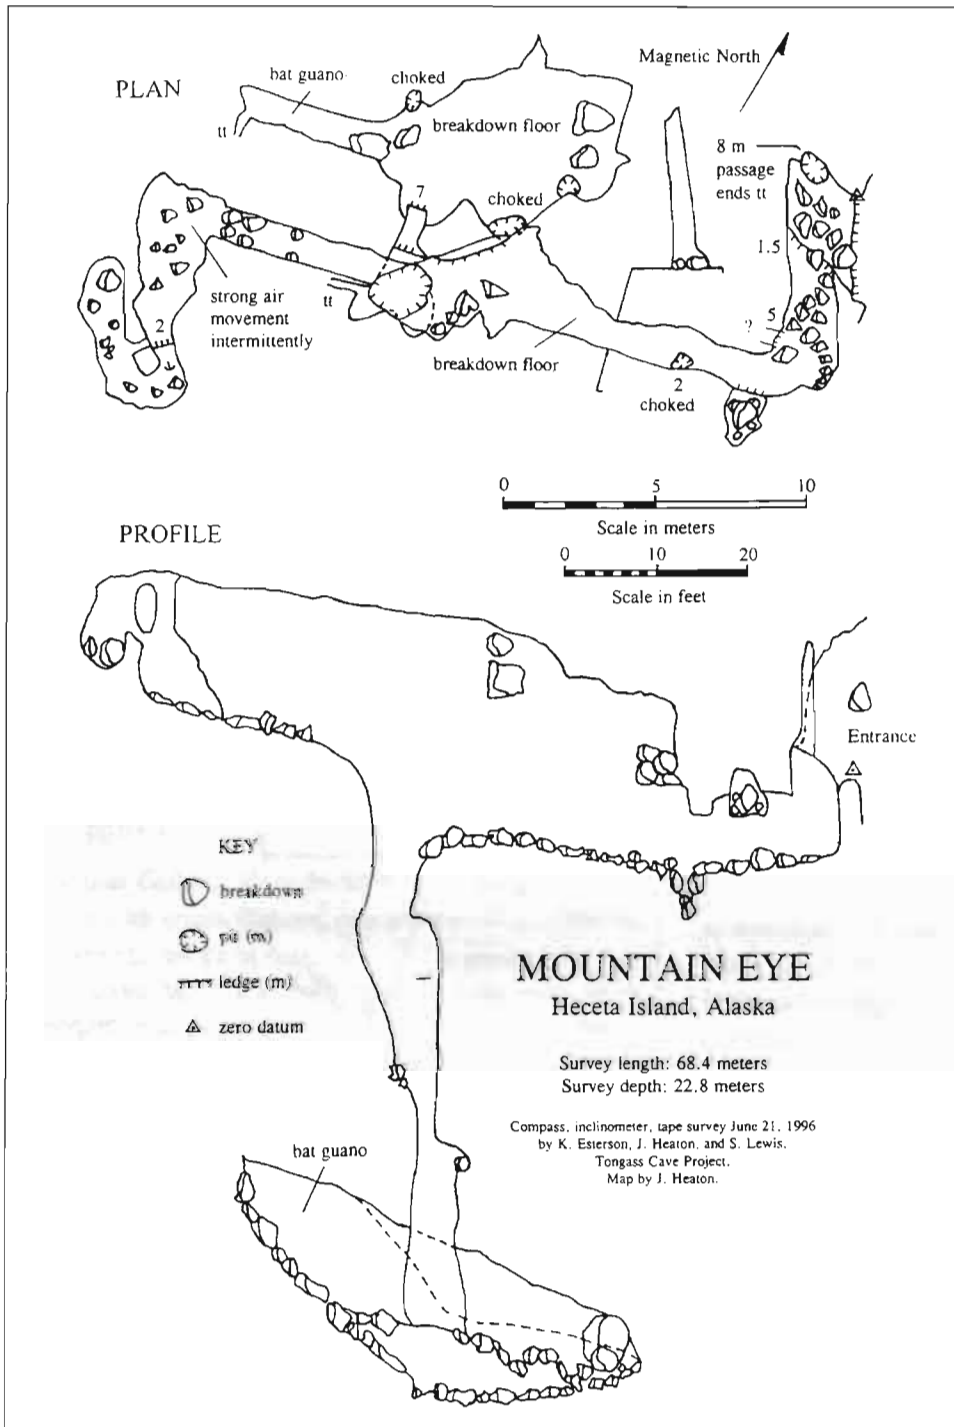 PLAN
bat guano
choked
Magnetic North
tt
breakdown floor
8 m
passage
ends tt
7
choked
1.5
strong air
movement
intermittently
tt
2
5
?
breakdown floor
2
choked
0 5 10
Scale in meters
PROFILE
0 10 20
Scale in feet
Entrance
KEY
breakdown
pit (m)
ledge (m)
zero datum
MOUNTAIN EYE
Heceta Island, Alaska
Survey length: 68.4 meters
Survey depth: 22.8 meters
Compass, inclinometer, tape survey June 21, 1996
by K. Esterson, J. Heaton, and S. Lewis.
Tongass Cave Project.
Map by J. Heaton.
bat guano